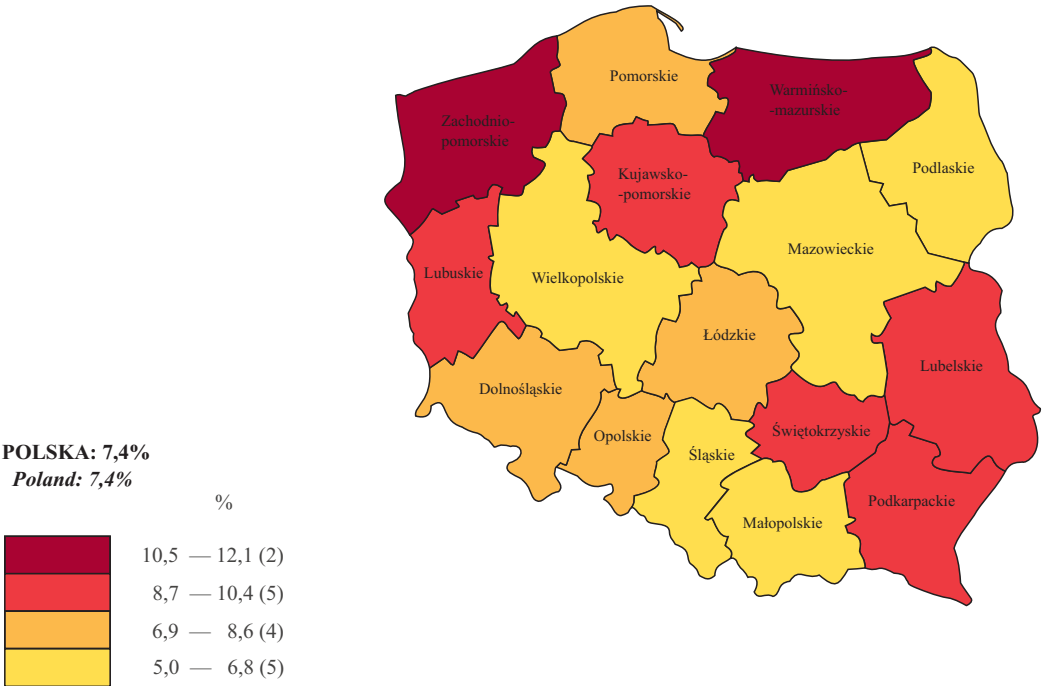 Pomorskie
Warmińsko-
-mazurskie
Zachodnio-
pomorskie
Podlaskie
Kujawsko-
-pomorskie
Mazowieckie
Lubuskie
Wielkopolskie
Łódzkie
Lubelskie
Dolnośląskie
Opolskie
Świętokrzyskie
Śląskie
Podkarpackie
Małopolskie
POLSKA: 7,4%
Poland: 7,4%
%
10,5 — 12,1 (2)
8,7 — 10,4 (5)
6,9 — 8,6 (4)
5,0 — 6,8 (5)